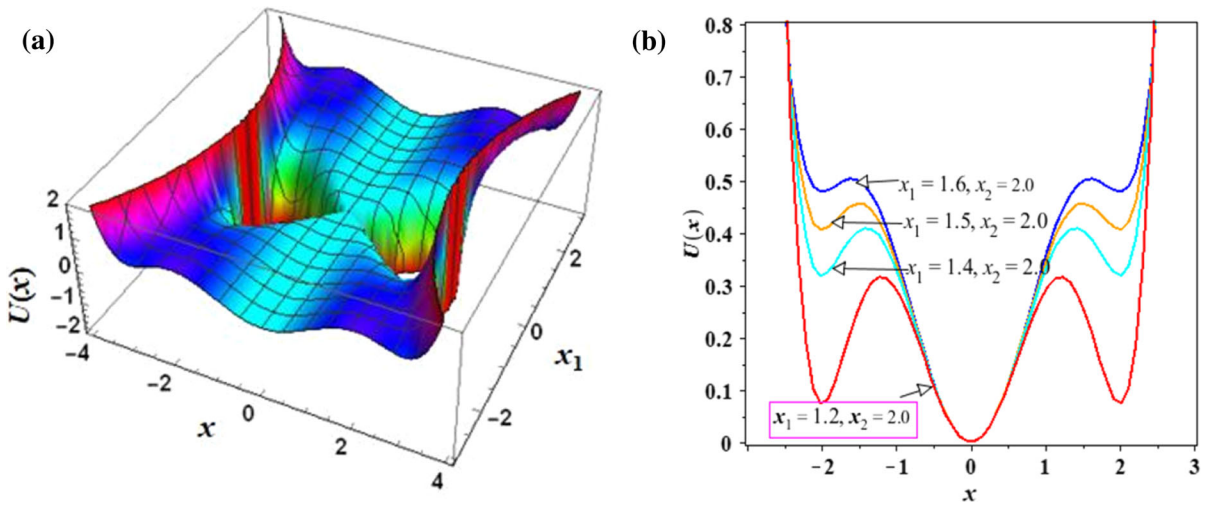 (a)
2
1
0
−1
−2
U(x)
−4
−2
0
2
4
x
−2
0
2
x₁
(b)
0.8
0.7
0.6
0.5
0.4
0.3
0.2
0.1
0
U(x)
x₁ = 1.6, x₂ = 2.0
x₁ = 1.5, x₂ = 2.0
x₁ = 1.4, x₂ = 2.0
x₁ = 1.2, x₂ = 2.0
−2 −1 0 1 2 3
x